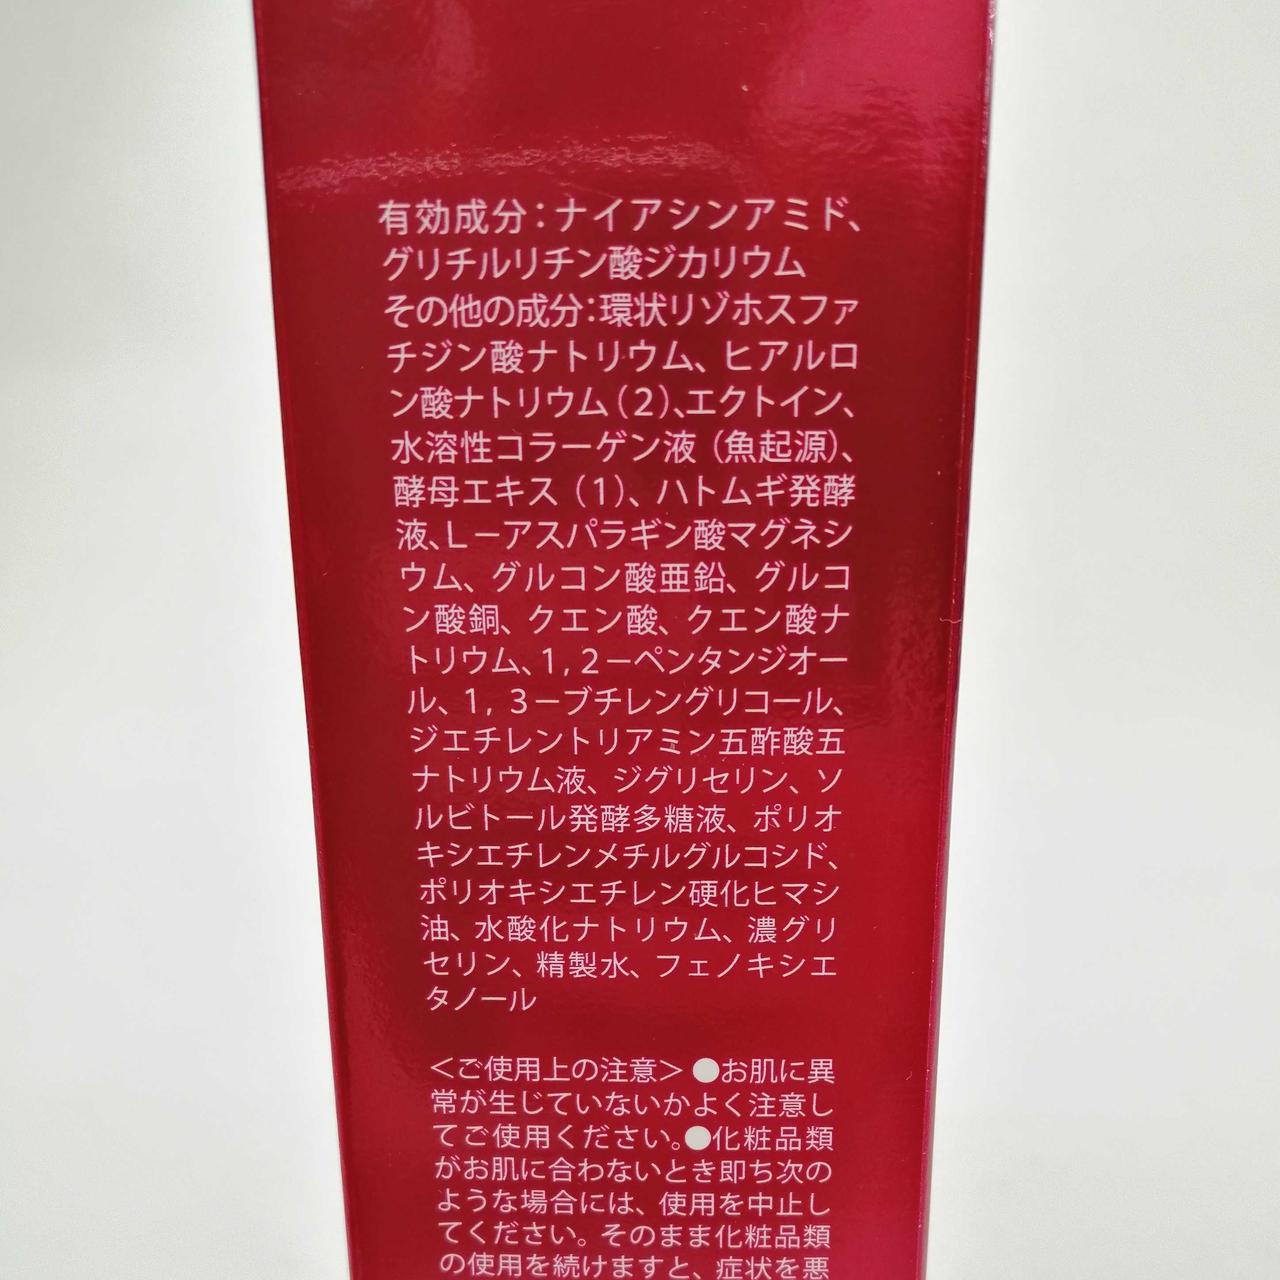 有効成分：ナイアシンアミド、
グリチルリチン酸ジカリウム
その他の成分：環状リゾホスファ
チジン酸ナトリウム、ヒアルロ
ン酸ナトリウム（2）、エクトイン、
水溶性コラーゲン液（魚起源）、
酵母エキス（1）、ハトムギ発酵
液、L－アスパラギン酸マグネシ
ウム、グルコン酸亜鉛、グルコ
ン酸銅、クエン酸、クエン酸ナ
トリウム、1，2－ペンタンジオー
ル、1，3－ブチレングリコール、
ジエチレントリアミン五酢酸五
ナトリウム液、ジグリセリン、ソ
ルビトール発酵多糖液、ポリオ
キシエチレンメチルグルコシド、
ポリオキシエチレン硬化ヒマシ
油、水酸化ナトリウム、濃グリ
セリン、精製水、フェノキシエ
タノール
＜ご使用上の注意＞●お肌に異
常が生じていないかよく注意し
てご使用ください。●化粧品類
がお肌に合わないとき即ち次の
ような場合には、使用を中止し
てください。そのまま化粧品類
の使用を続けますと、症状を悪